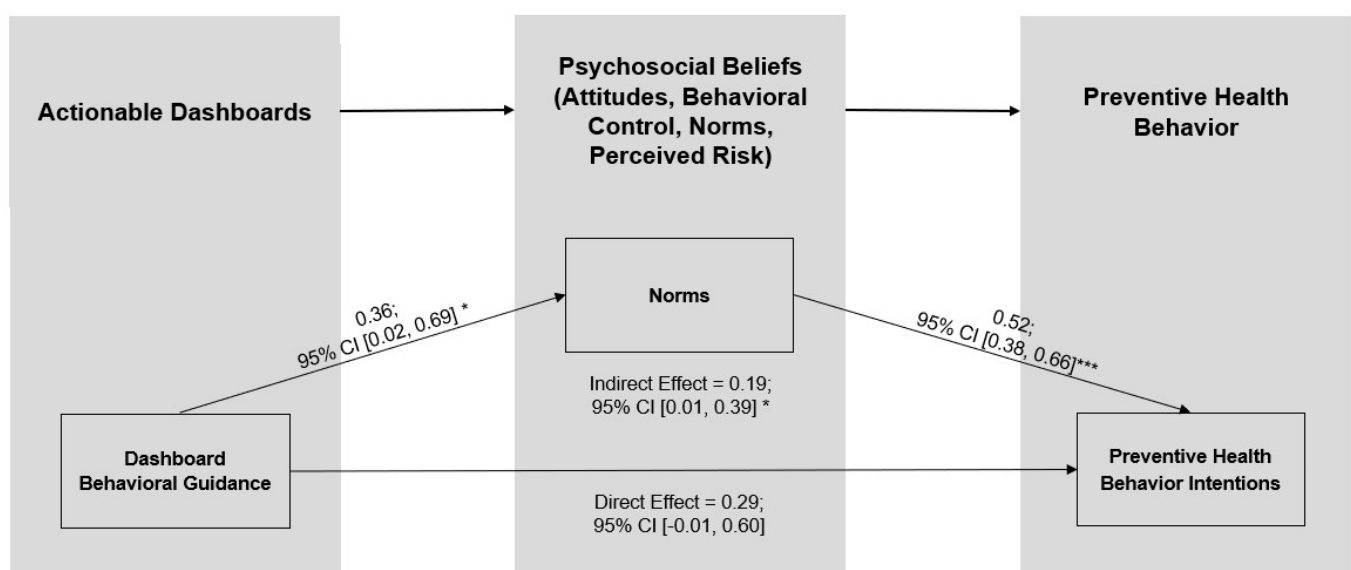 Actionable Dashboards
Psychosocial Beliefs
(Attitudes, Behavioral
Control, Norms,
Perceived Risk)
Preventive Health
Behavior
0.36;
95% CI [0.02, 0.69] *
Norms
0.52;
95% CI [0.38, 0.66]***
Indirect Effect = 0.19;
95% CI [0.01, 0.39] *
Dashboard
Behavioral Guidance
Preventive Health
Behavior Intentions
Direct Effect = 0.29;
95% CI [-0.01, 0.60]